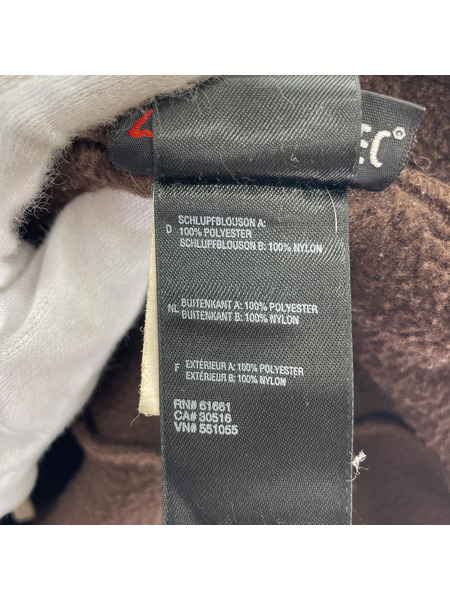 EC
D SCHLUPFBLOUSON A:
100% POLYESTER
SCHLUPFBLOUSON B: 100% NYLON
NL BUITENKANT A: 100% POLYESTER
BUITENKANT B: 100% NYLON
F EXTÉRIEUR A: 100% POLYESTER
EXTÉRIEUR B: 100% NYLON
RN# 61661
CA# 30516
VN# 551055